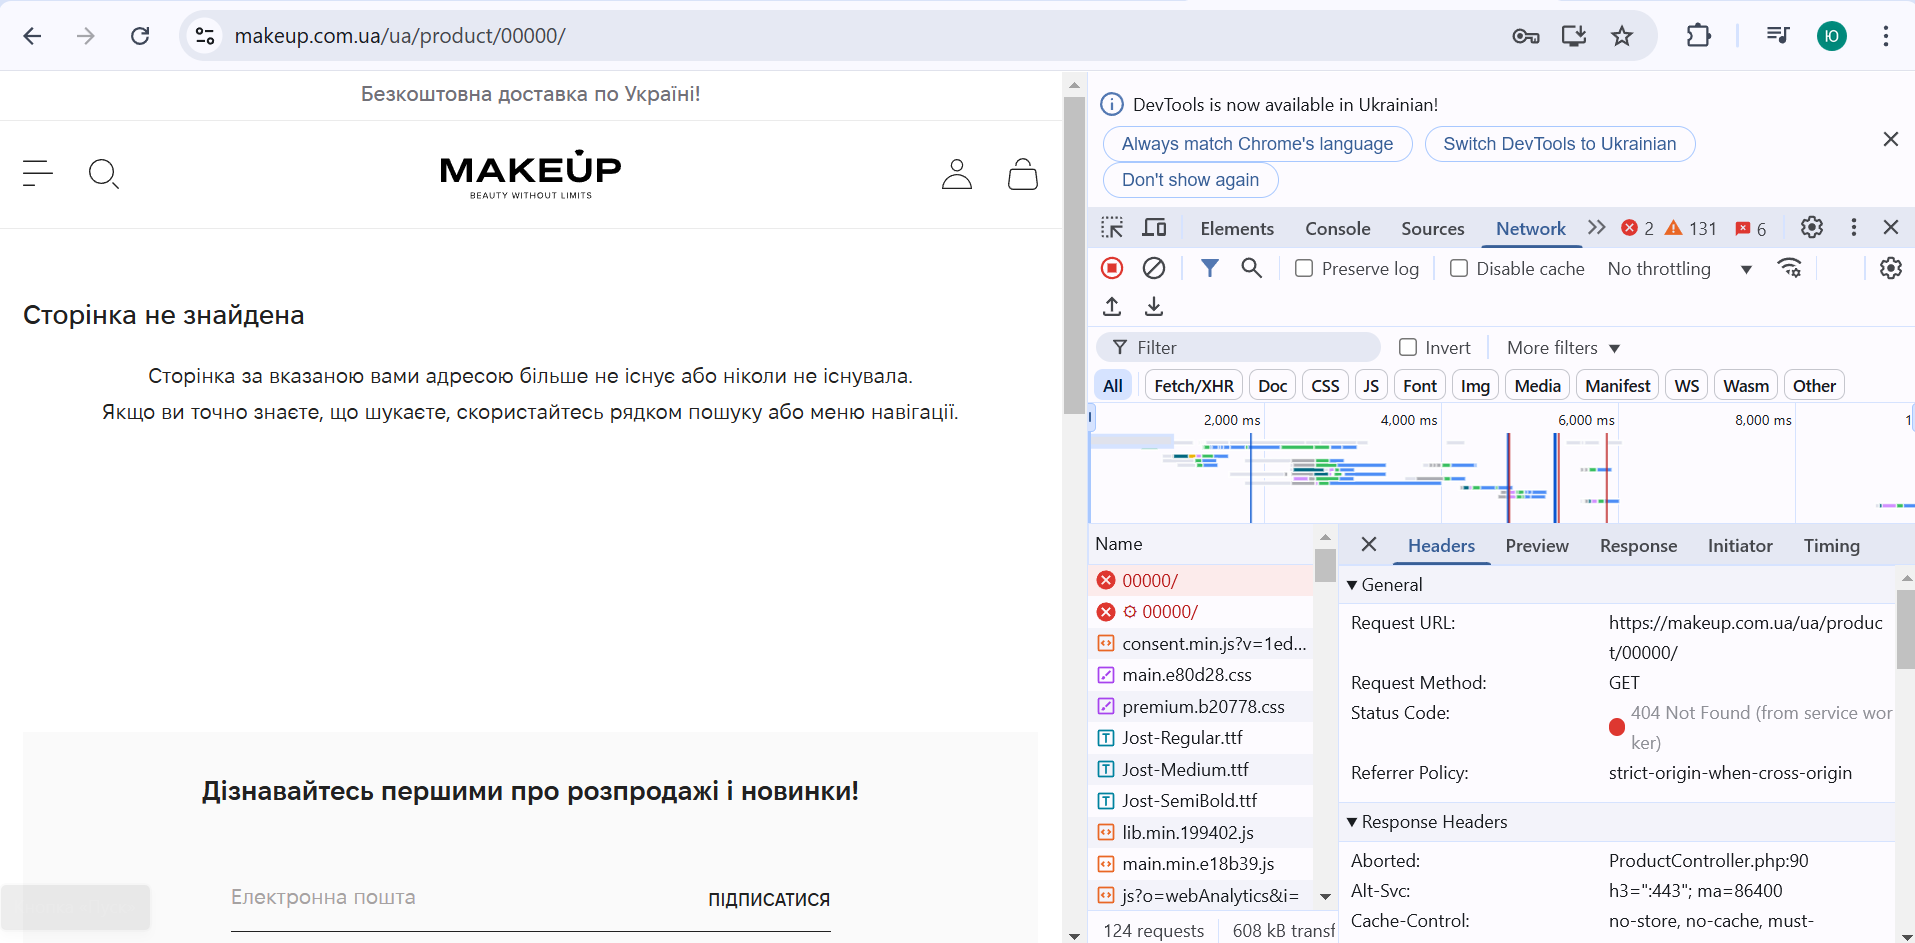 makeup.com.ua/ua/product/00000/
Ю
Безкоштовна доставка по Україні!
MAKEUP
BEAUTY WITHOUT LIMITS
Сторінка не знайдена
Сторінка за вказаною вами адресою більше не існує або ніколи не існувала.
Якщо ви точно знаєте, що шукаєте, скористайтесь рядком пошуку або меню навігації.
Дізнавайтесь першими про розпродажі і новинки!
Електронна пошта ПІДПИСАТИСЯ
DevTools is now available in Ukrainian!
Always match Chrome's language Switch DevTools to Ukrainian
Don't show again
Elements Console Sources Network 2 131 6
Preserve log Disable cache No throttling
Filter Invert More filters
All Fetch/XHR Doc CSS JS Font Img Media Manifest WS Wasm Other
2,000 ms 4,000 ms 6,000 ms 8,000 ms 1
Name
00000/
00000/
consent.min.js?v=1ed...
main.e80d28.css
premium.b20778.css
Jost-Regular.ttf
Jost-Medium.ttf
Jost-SemiBold.ttf
lib.min.199402.js
main.min.e18b39.js
js?o=webAnalytics&i=
124 requests 608 kB transf
Headers Preview Response Initiator Timing
General
Request URL: https://makeup.com.ua/ua/produc
t/00000/
Request Method: GET
Status Code: 404 Not Found (from service wor
ker)
Referrer Policy: strict-origin-when-cross-origin
Response Headers
Aborted: ProductController.php:90
Alt-Svc: h3=":443"; ma=86400
Cache-Control: no-store, no-cache, must-